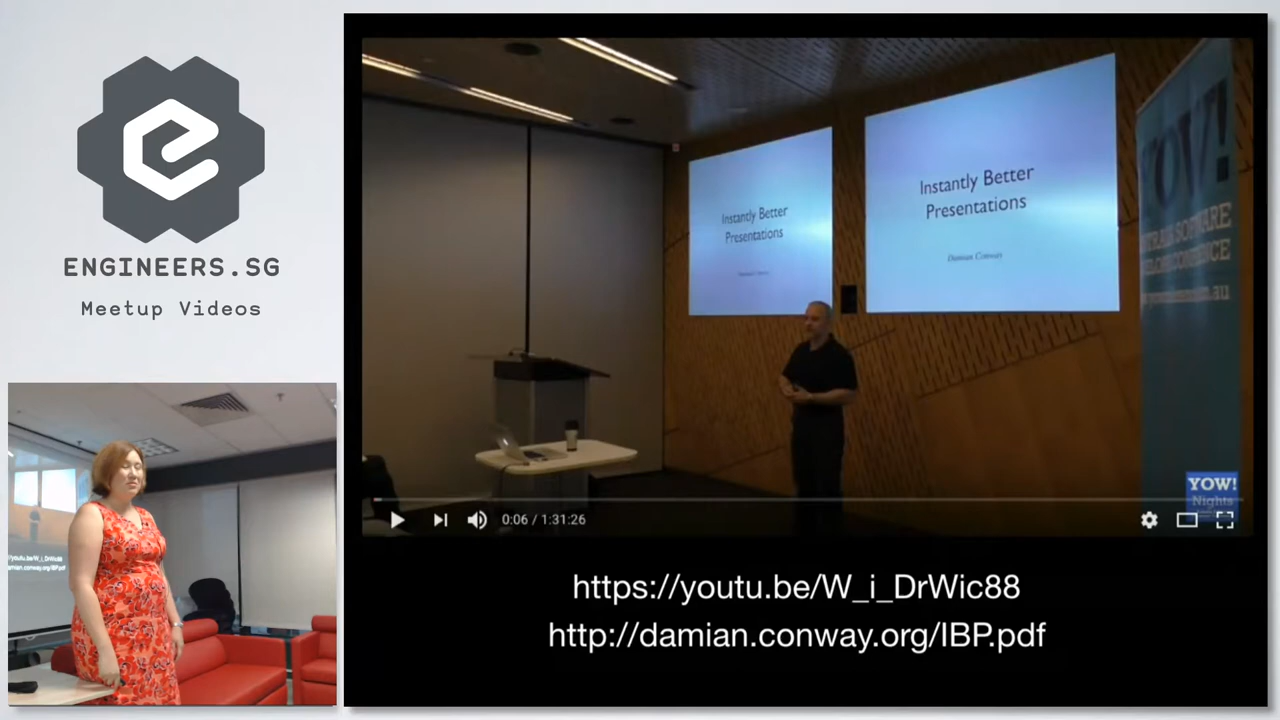 ENGINEERS.SG
Meetup Videos
Instantly Better
Presentations
Instantly Better
Presentations
Damian Conway
YOW!
YOW!
Nights
0:06 / 1:31:26
https://youtu.be/W_i_DrWic88
http://damian.conway.org/IBP.pdf